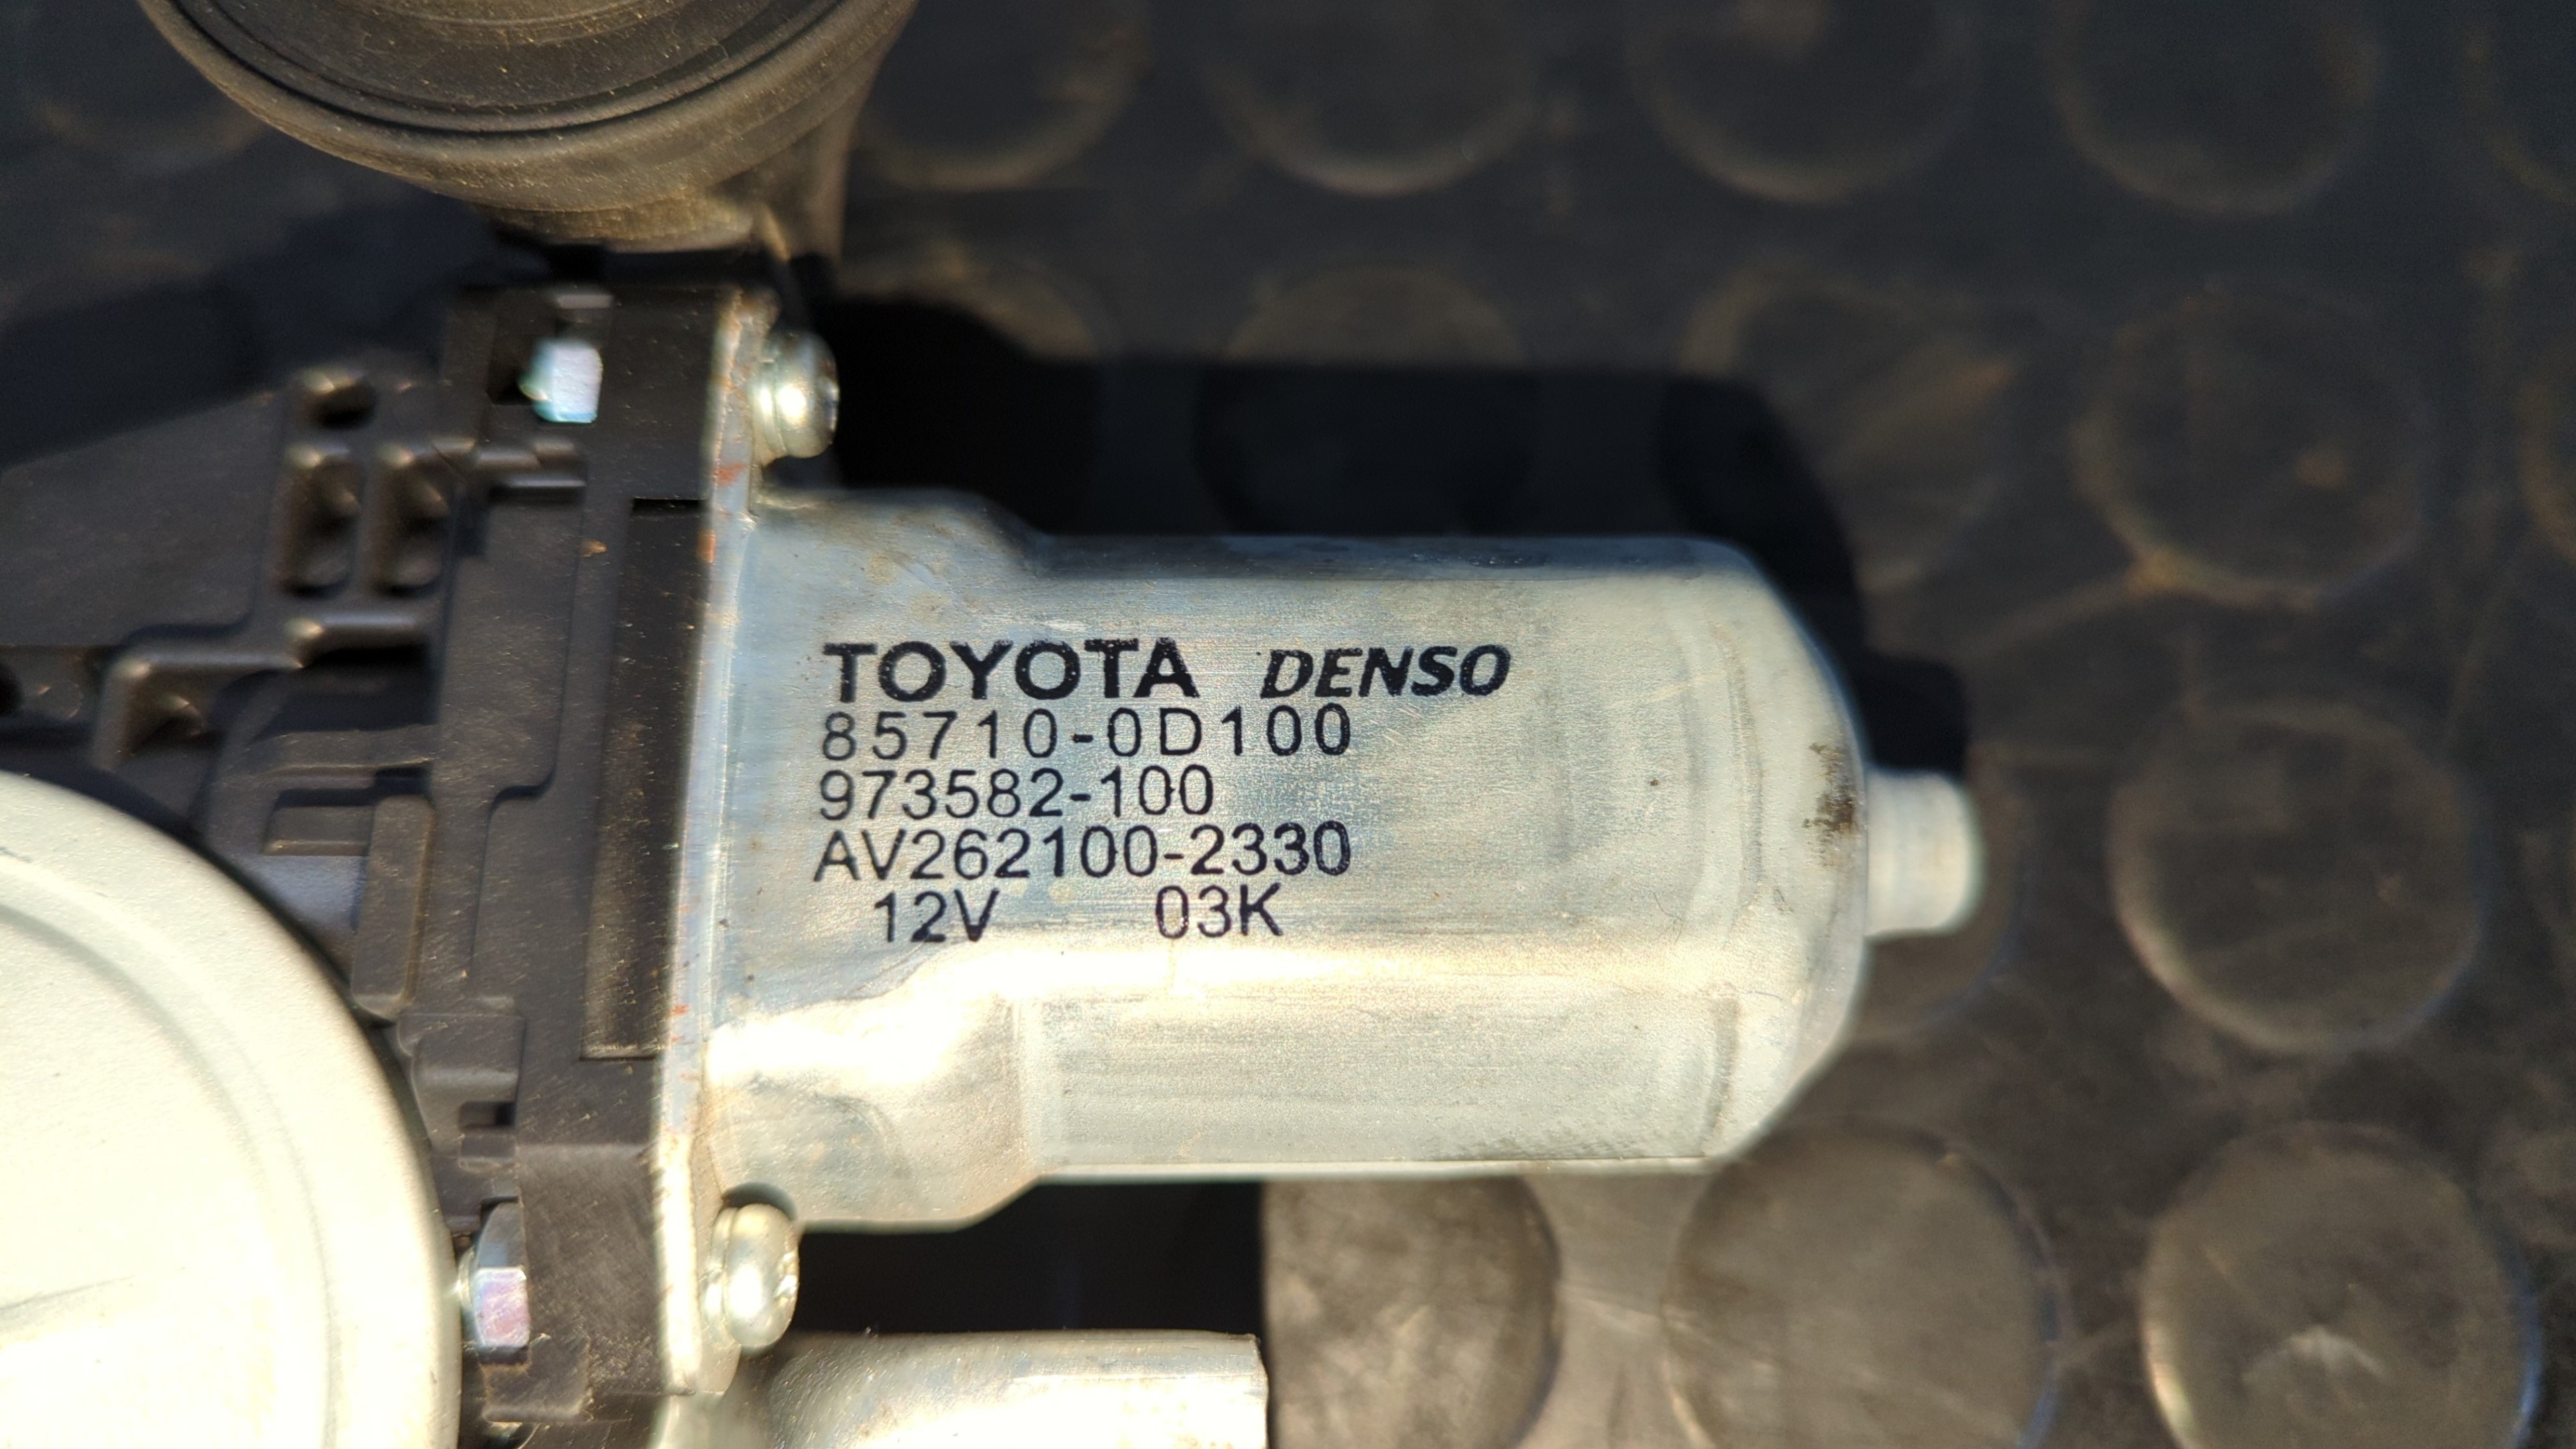 TOYOTA DENSO
85710-0D100
973582-100
AV262100-2330
12V 03K